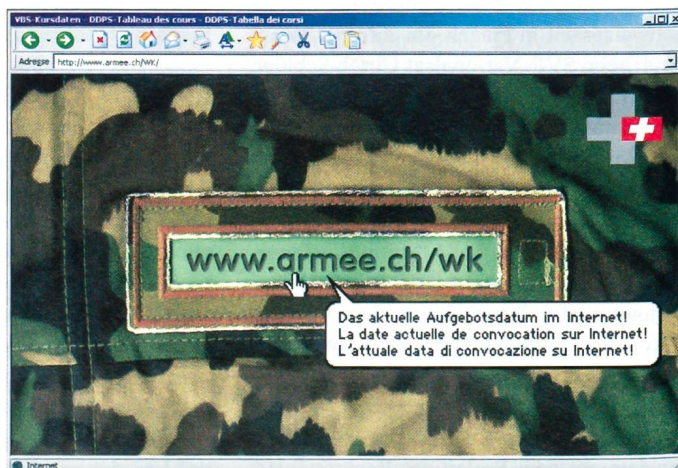 VBS-Kursdaten - DDPS-Tableau des cours - DDPS-Tabella dei corsi
Adresse http://www.armee.ch/WK/
www.armee.ch/wk
Das aktuelle Aufgebotsdatum im Internet!
La date actuelle de convocation sur Internet!
L'attuale data di convocazione su Internet!
Internet